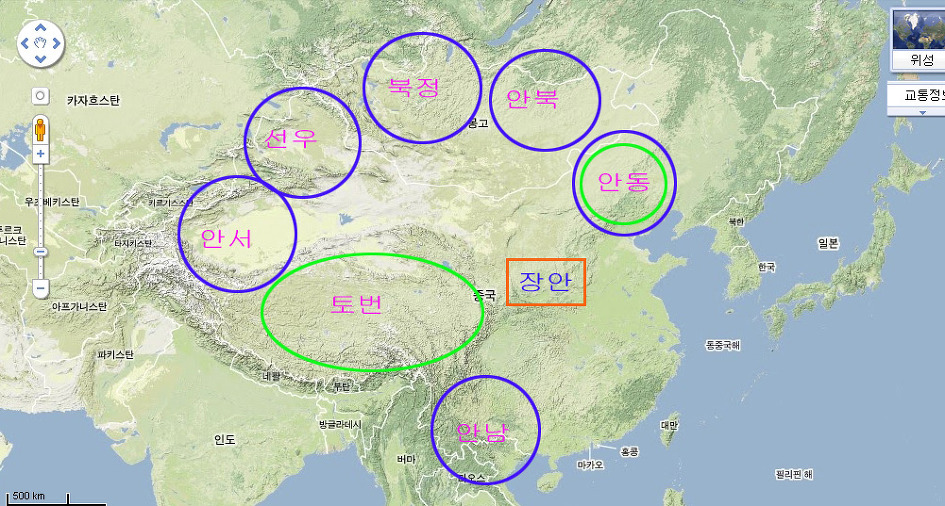 위성
교통정보
카자흐스탄
북정
안북
몽고
선우
안동
우즈베키스탄
키르기스스탄
안서
타지키스탄
북한
일본
한국
장안
중국
토번
아프가니스탄
동중국해
파키스탄
네팔
부탄
방글라데시
인도
안남
대만
홍콩
마카오
버마
라오스
필리핀 해
500 km